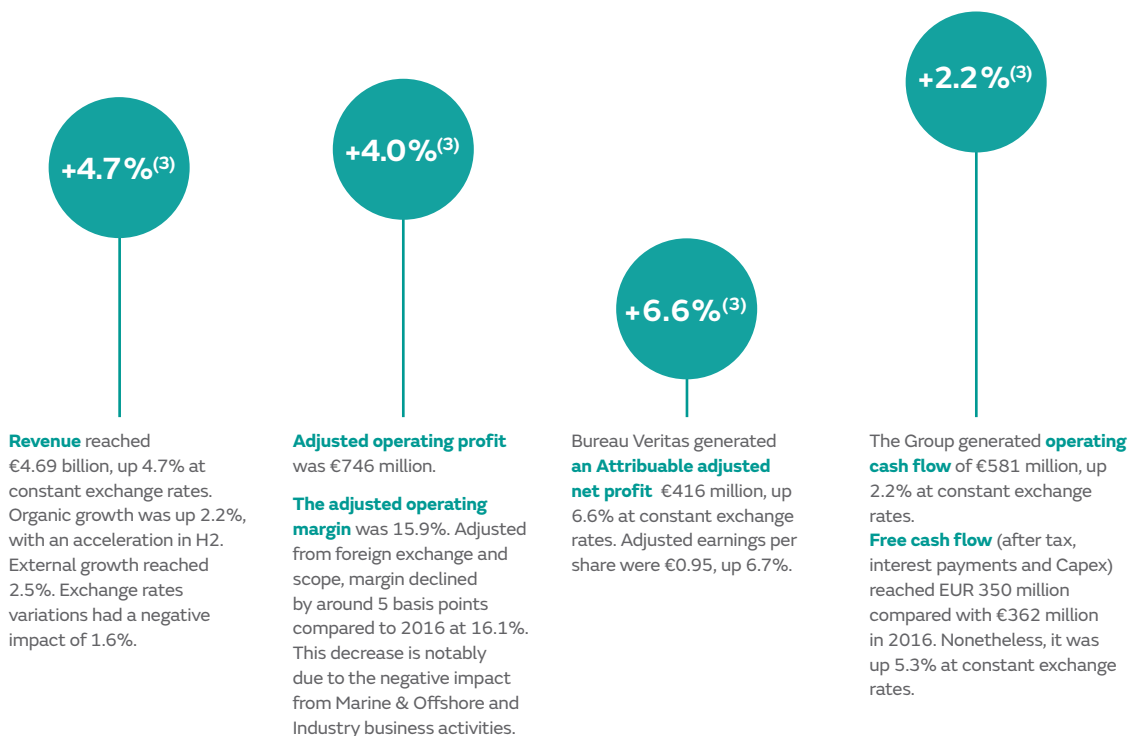 +4.7%(3)
Revenue reached
€4.69 billion, up 4.7% at
constant exchange rates.
Organic growth was up 2.2%,
with an acceleration in H2.
External growth reached
2.5%. Exchange rates
variations had a negative
impact of 1.6%.
+4.0%(3)
Adjusted operating profit
was €746 million.
The adjusted operating
margin was 15.9%. Adjusted
from foreign exchange and
scope, margin declined
by around 5 basis points
compared to 2016 at 16.1%.
This decrease is notably
due to the negative impact
from Marine & Offshore and
Industry business activities.
+6.6%(3)
Bureau Veritas generated
an Attribuable adjusted
net profit €416 million, up
6.6% at constant exchange
rates. Adjusted earnings per
share were €0.95, up 6.7%.
+2.2%(3)
The Group generated operating
cash flow of €581 million, up
2.2% at constant exchange
rates.
Free cash flow (after tax,
interest payments and Capex)
reached EUR 350 million
compared with €362 million
in 2016. Nonetheless, it was
up 5.3% at constant exchange
rates.